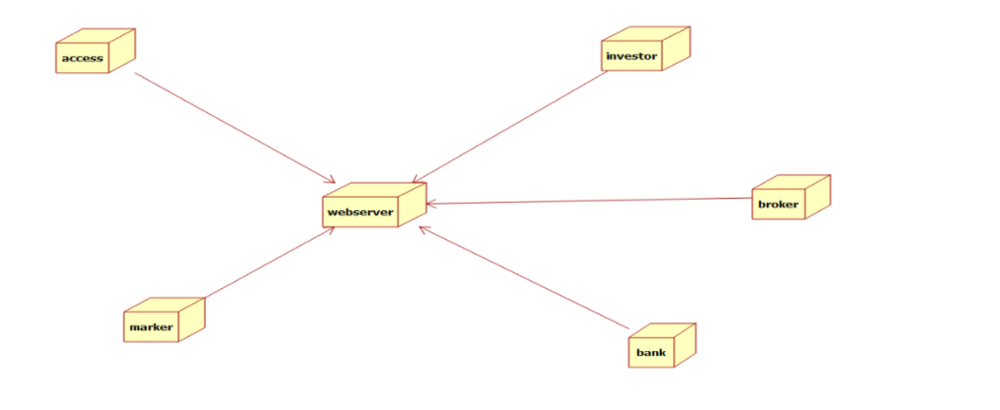 access
investor
webserver
broker
marker
bank